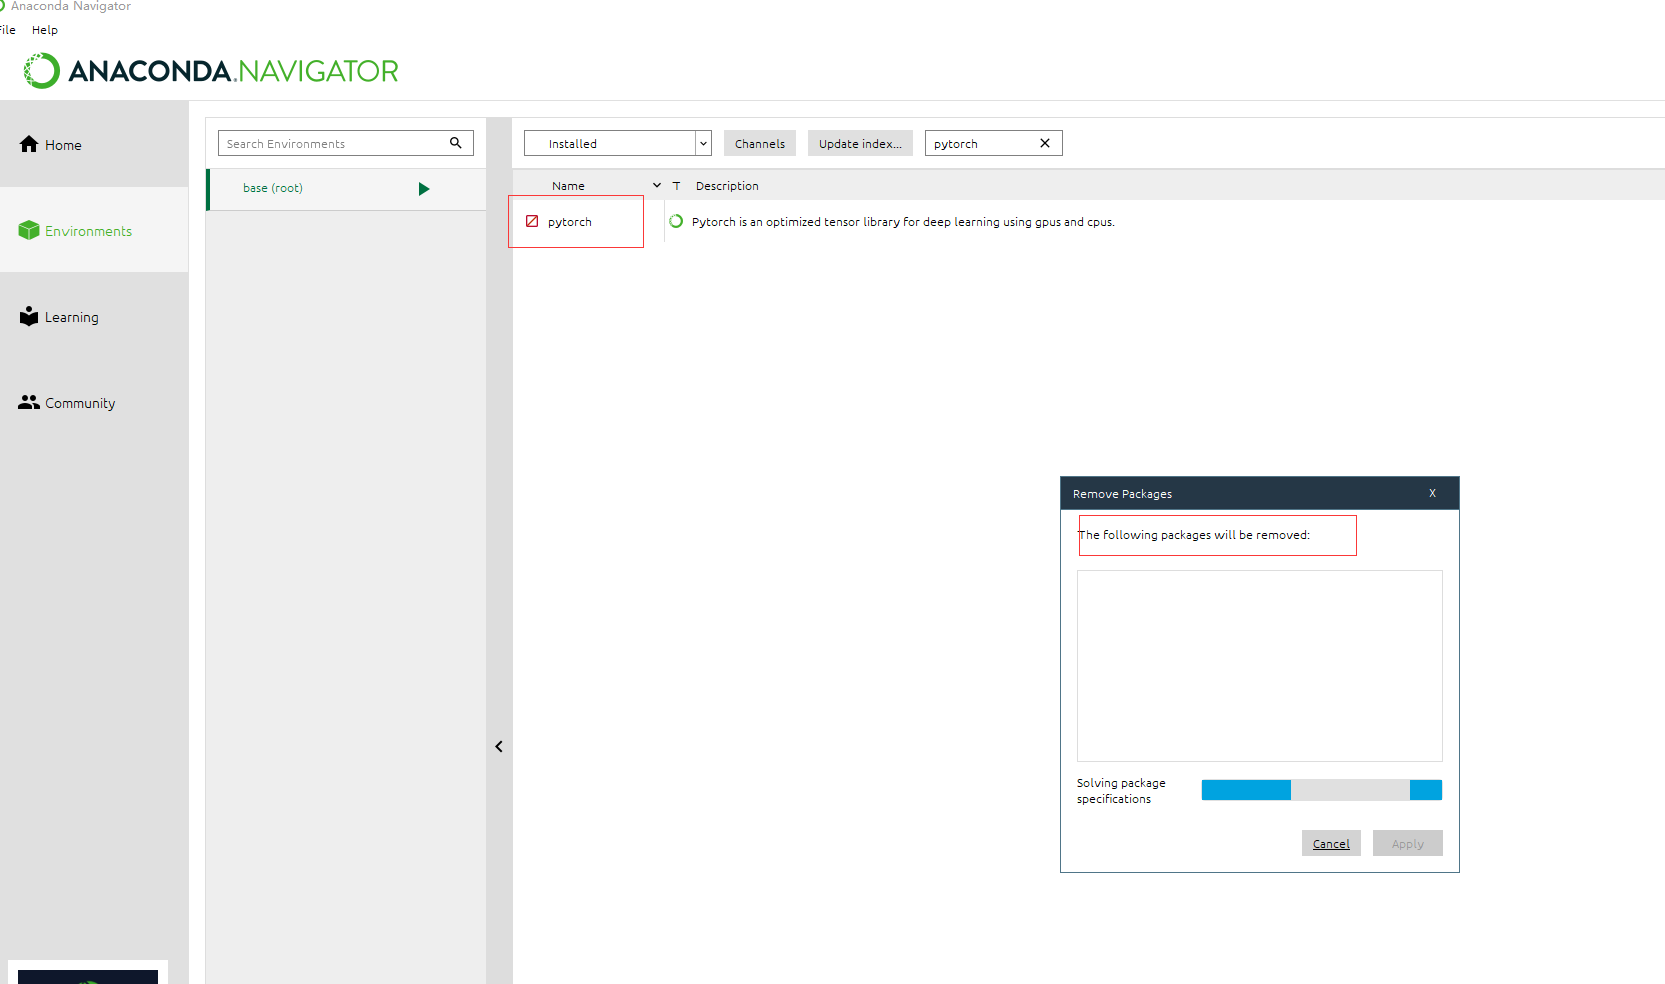 Anaconda Navigator
File Help
ANACONDA.NAVIGATOR
Home
Environments
Learning
Community
Search Environments
base (root)
Installed Channels Update index... pytorch
Name T Description
pytorch Pytorch is an optimized tensor library for deep learning using gpus and cpus.
Remove Packages X
The following packages will be removed:
Solving package
specifications
Cancel Apply